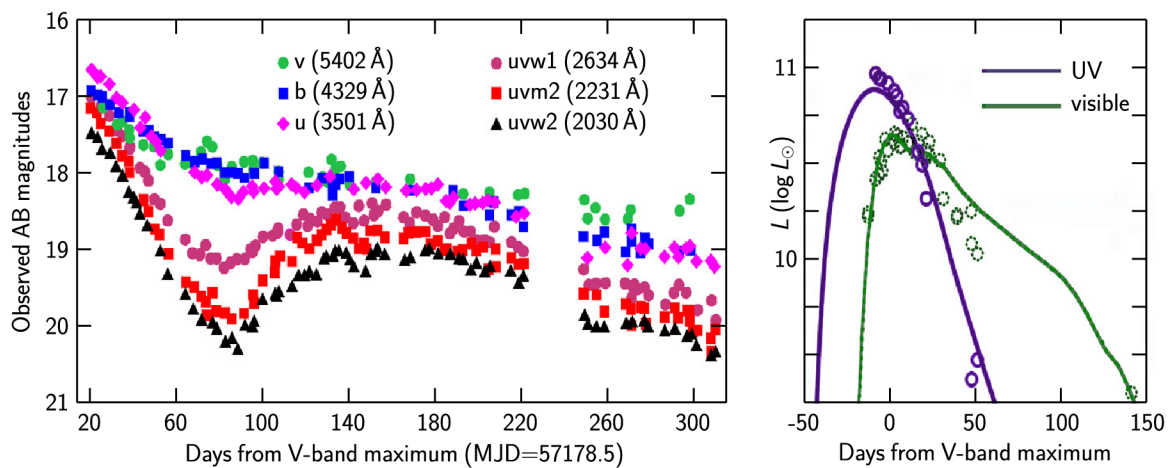 16
17
18
19
20
21
Observed AB magnitudes
v (5402 Å)
b (4329 Å)
u (3501 Å)
uvw1 (2634 Å)
uvm2 (2231 Å)
uvw2 (2030 Å)
20 60 100 140 180 220 260 300
Days from V-band maximum (MJD=57178.5)
11
10
L (log L⊙)
UV
visible
-50 0 50 100 150
Days from V-band maximum